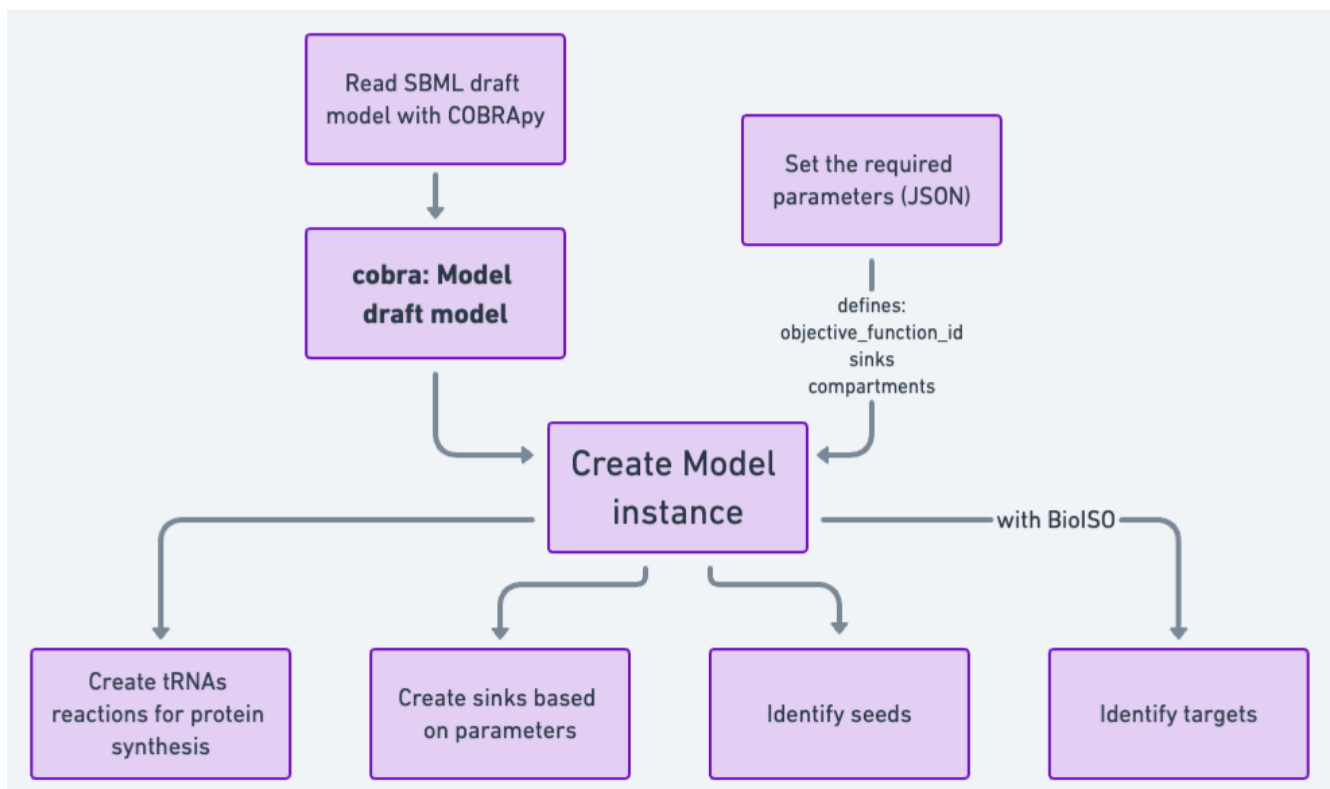 Read SBML draft
model with COBRApy
Set the required
parameters (JSON)
cobra: Model
draft model
defines:
objective_function_id
sinks
compartments
Create Model
instance
with BioISO
Create tRNAs
reactions for protein
synthesis
Create sinks based
on parameters
Identify seeds
Identify targets